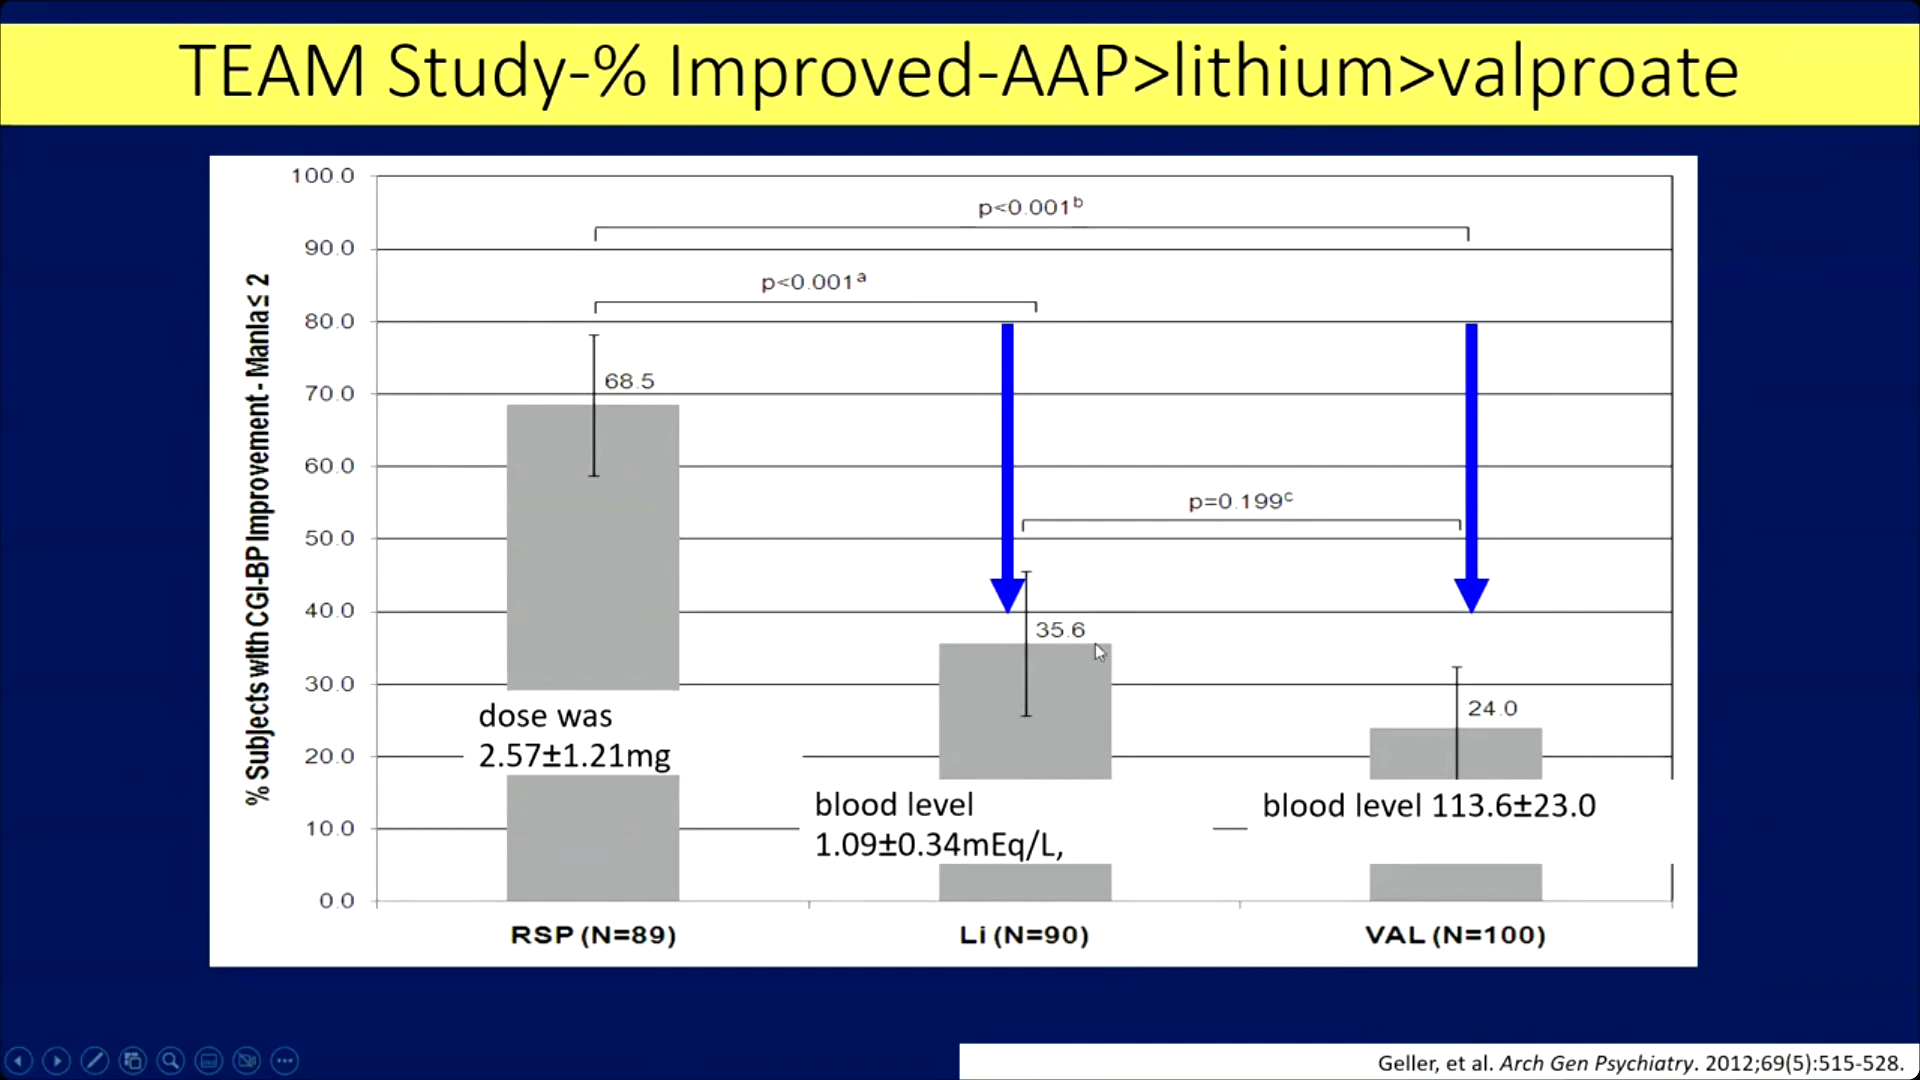 TEAM Study-% Improved-AAP>lithium>valproate
% Subjects with CGI-BP Improvement - Mania≤ 2
100.0
90.0
80.0
70.0
60.0
50.0
40.0
30.0
20.0
10.0
0.0
p<0.001ᵇ
p<0.001ᵃ
68.5
p=0.199ᶜ
35.6
24.0
dose was
2.57±1.21mg
blood level
1.09±0.34mEq/L,
blood level 113.6±23.0
RSP (N=89)
Li (N=90)
VAL (N=100)
Geller, et al. Arch Gen Psychiatry. 2012;69(5):515-528.